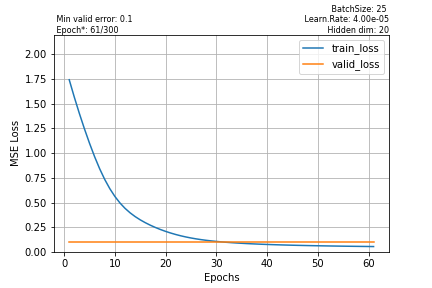 BatchSize: 25
Min valid error: 0.1
Learn.Rate: 4.00e-05
Epoch*: 61/300
Hidden dim: 20
train_loss
valid_loss
2.00
1.75
1.50
1.25
1.00
0.75
0.50
0.25
0.00
MSE Loss
0 10 20 30 40 50 60
Epochs